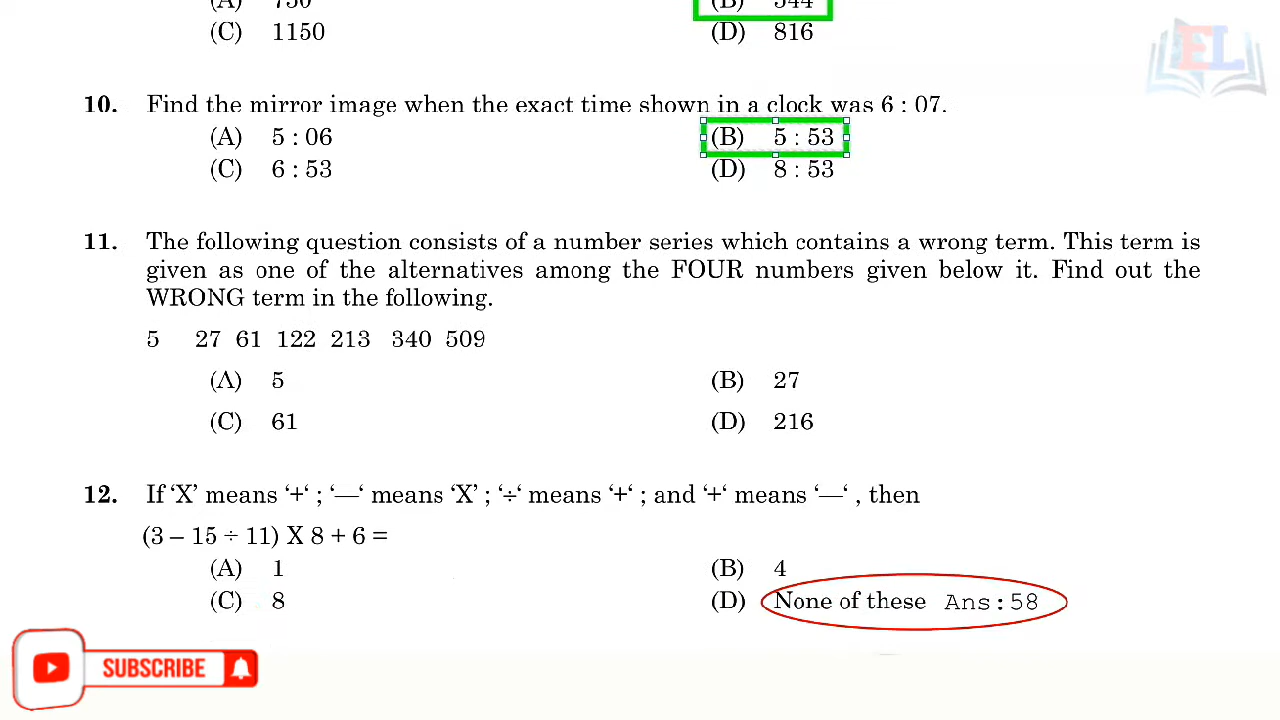 (A) 750 (B) 544
(C) 1150 (D) 816
EL
10. Find the mirror image when the exact time shown in a clock was 6 : 07.
(A) 5 : 06 (B) 5 : 53
(C) 6 : 53 (D) 8 : 53
11. The following question consists of a number series which contains a wrong term. This term is
given as one of the alternatives among the FOUR numbers given below it. Find out the
WRONG term in the following.
5 27 61 122 213 340 509
(A) 5 (B) 27
(C) 61 (D) 216
12. If ‘X’ means ‘+‘ ; ‘—‘ means ‘X’ ; ‘÷‘ means ‘+‘ ; and ‘+‘ means ‘—‘ , then
(3 – 15 ÷ 11) X 8 + 6 =
(A) 1 (B) 4
(C) 8 (D) None of these Ans:58
SUBSCRIBE